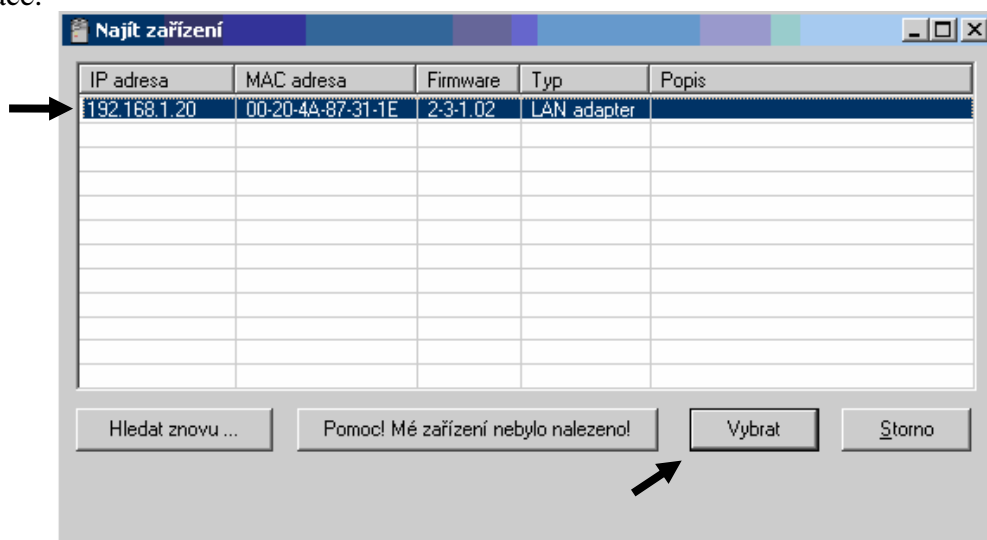 Najít zařízení
IP adresa MAC adresa Firmware Typ Popis
192.168.1.20 00-20-4A-87-31-1E 2-3-1.02 LAN adapter
Hledat znovu ... Pomoc! Mé zařízení nebylo nalezeno! Vybrat Storno